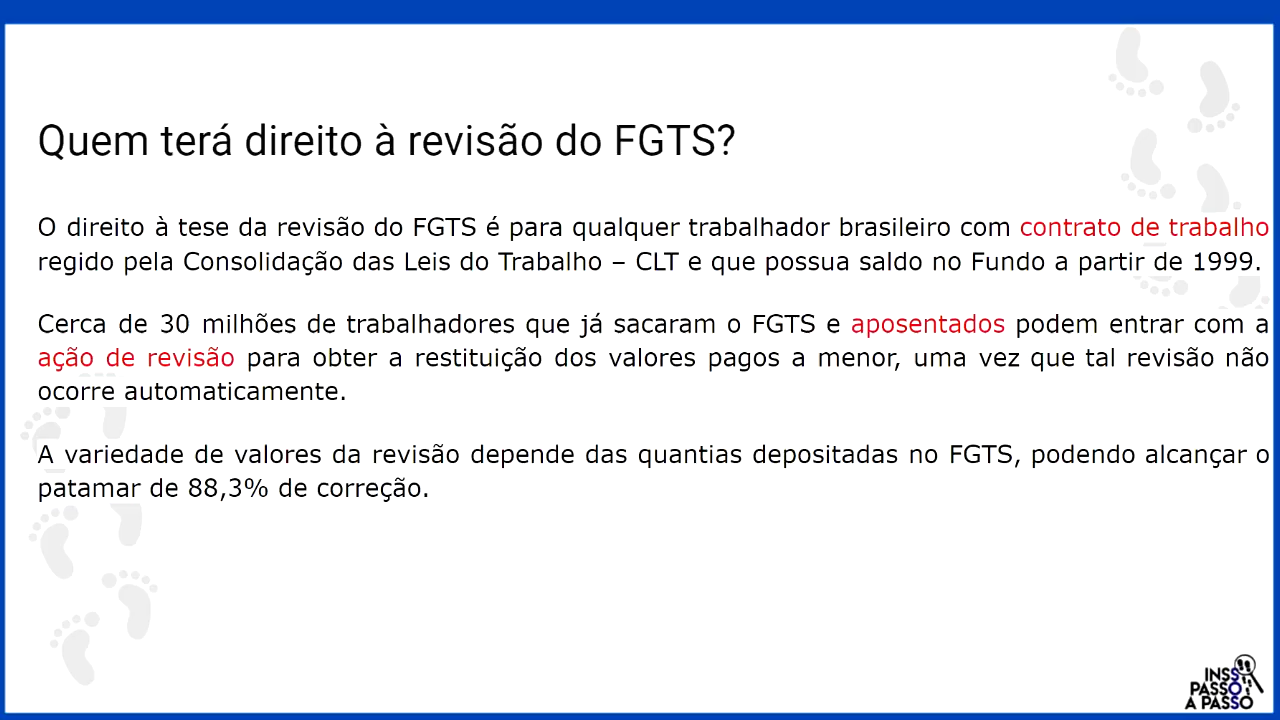 Quem terá direito à revisão do FGTS?
O direito à tese da revisão do FGTS é para qualquer trabalhador brasileiro com contrato de trabalho
regido pela Consolidação das Leis do Trabalho – CLT e que possua saldo no Fundo a partir de 1999.
Cerca de 30 milhões de trabalhadores que já sacaram o FGTS e aposentados podem entrar com a
ação de revisão para obter a restituição dos valores pagos a menor, uma vez que tal revisão não
ocorre automaticamente.
A variedade de valores da revisão depende das quantias depositadas no FGTS, podendo alcançar o
patamar de 88,3% de correção.
INSS
PASSO
A PASSO